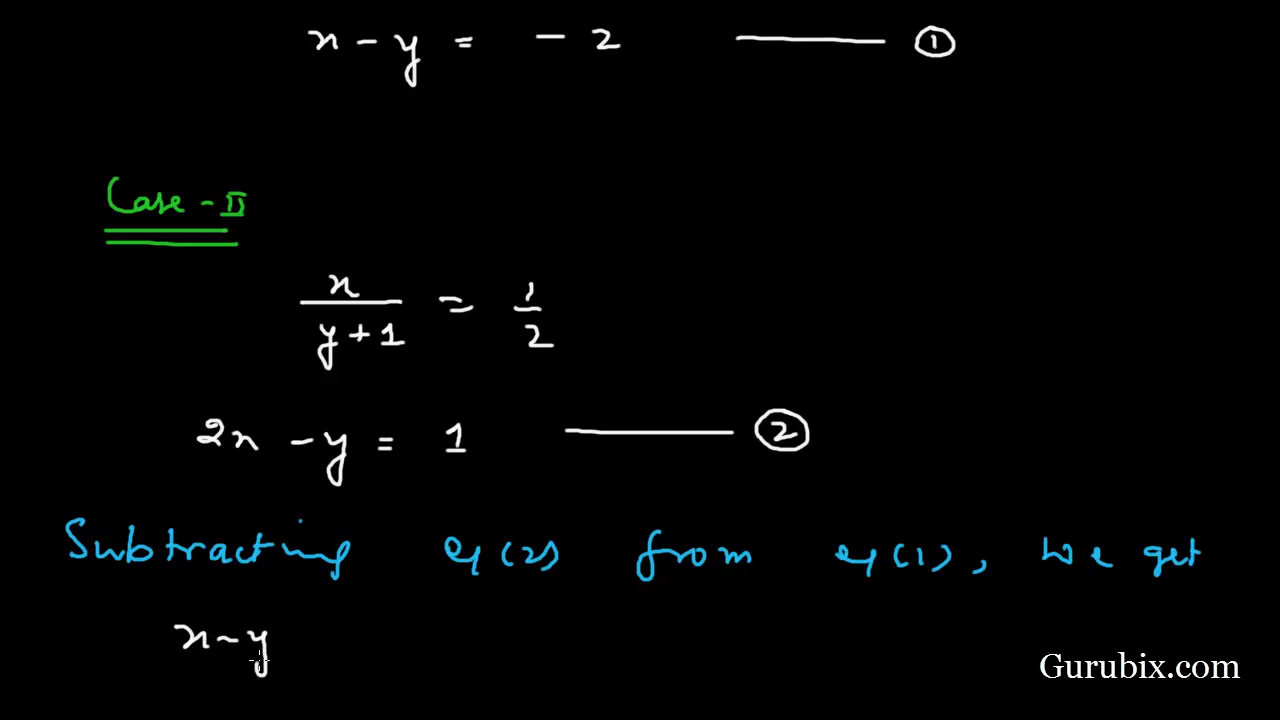 x - y = - 2 ——— ①
Case - II
x / y + 1 = 1 / 2
2x - y = 1 ——— ②
Subtracting eq (2) from eq (1), we get
x - y
Gurubix.com